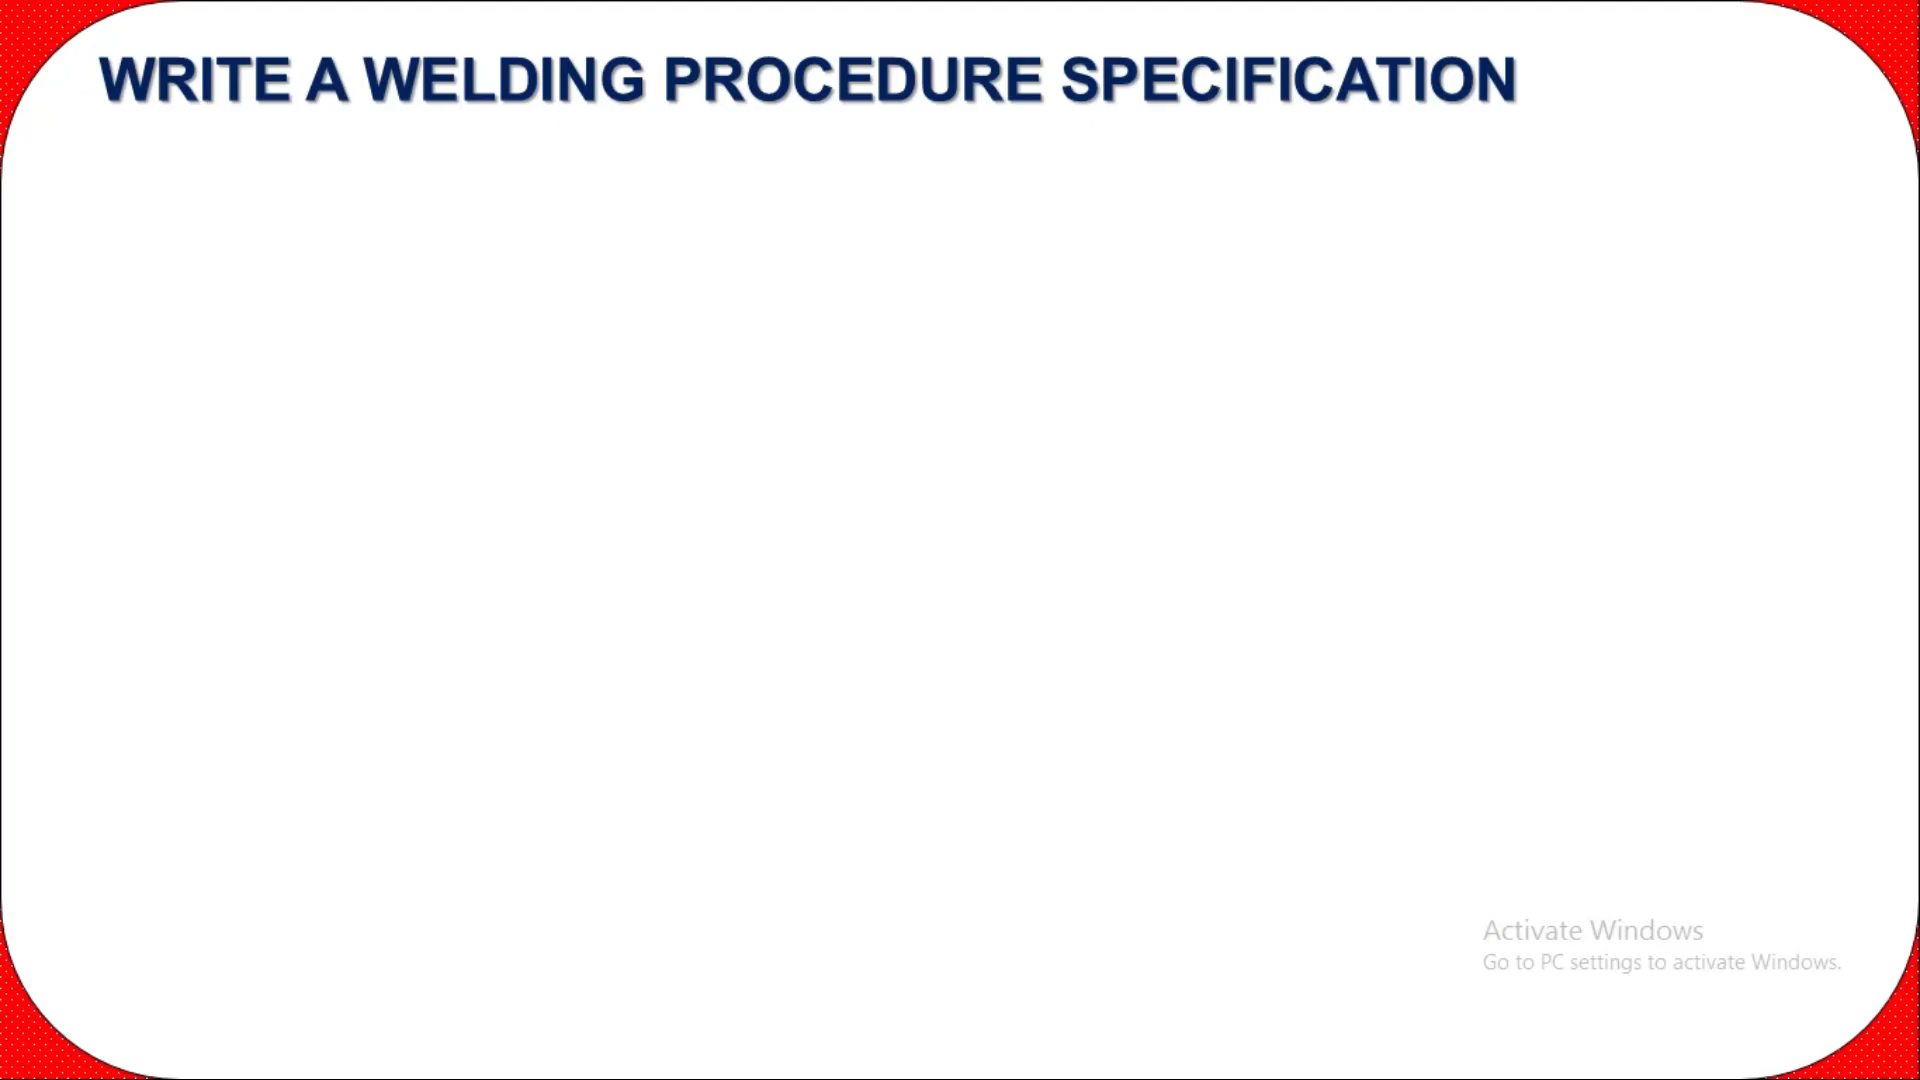 WRITE A WELDING PROCEDURE SPECIFICATION
Activate Windows
Go to PC settings to activate Windows.